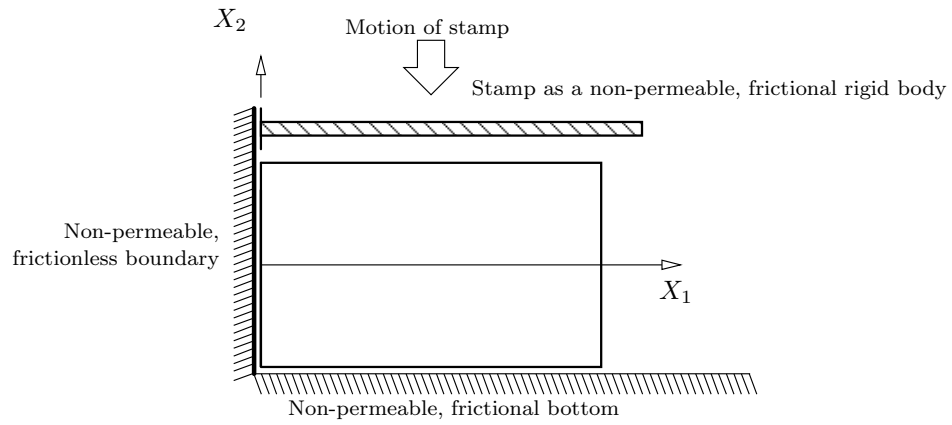 X2
Motion of stamp
Stamp as a non-permeable, frictional rigid body
Non-permeable,
frictionless boundary
X1
Non-permeable, frictional bottom